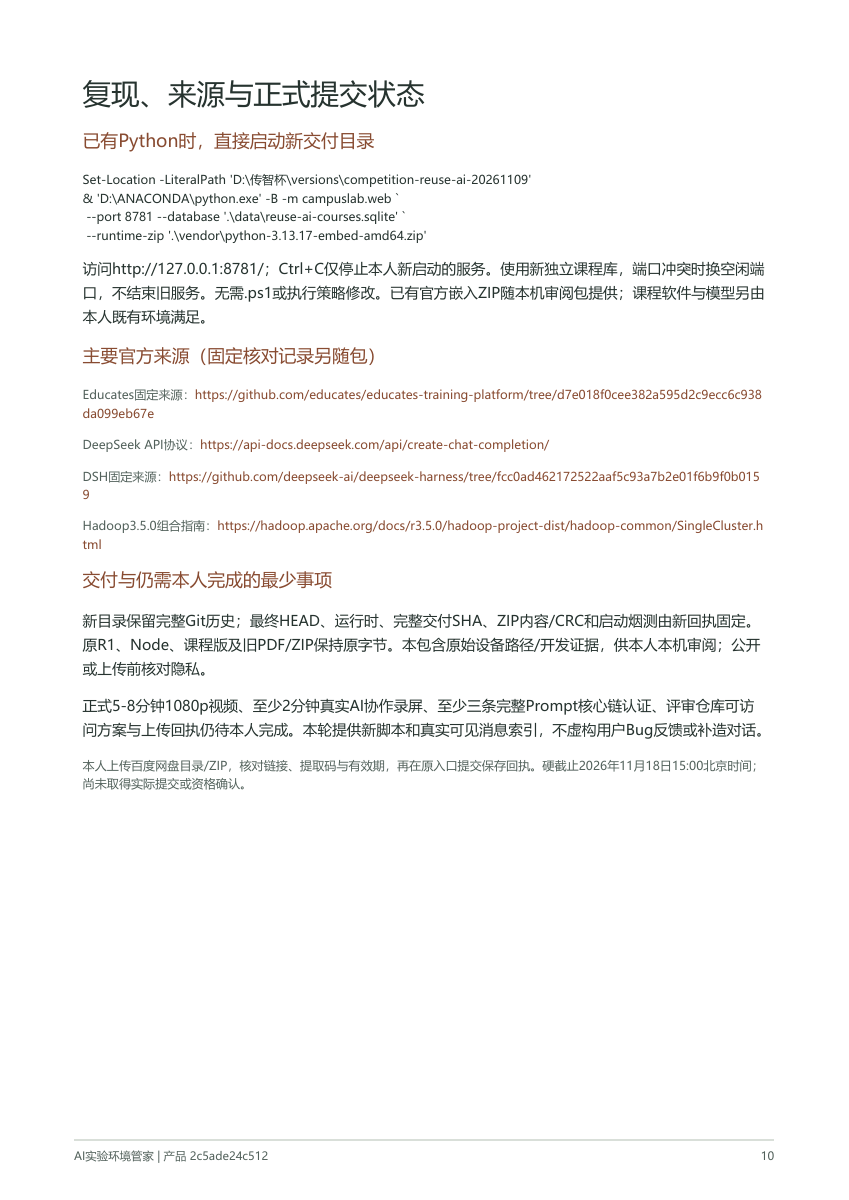 复现、来源与正式提交状态
已有Python时，直接启动新交付目录
Set-Location -LiteralPath 'D:\传智杯\versions\competition-reuse-ai-20261109'
& 'D:\ANACONDA\python.exe' -B -m campuslab.web `
--port 8781 --database '.\data\reuse-ai-courses.sqlite' `
--runtime-zip '.\vendor\python-3.13.17-embed-amd64.zip'
访问http://127.0.0.1:8781/；Ctrl+C仅停止本人新启动的服务。使用新独立课程库，端口冲突时换空闲端
口，不结束旧服务。无需.ps1或执行策略修改。已有官方嵌入ZIP随本机审阅包提供；课程软件与模型另由
本人既有环境满足。
主要官方来源（固定核对记录另随包）
Educates固定来源：https://github.com/educates/educates-training-platform/tree/d7e018f0cee382a595d2c9ecc6c938
da099eb67e
DeepSeek API协议：https://api-docs.deepseek.com/api/create-chat-completion/
DSH固定来源：https://github.com/deepseek-ai/deepseek-harness/tree/fcc0ad462172522aaf5c93a7b2e01f6b9f0b015
9
Hadoop3.5.0组合指南：https://hadoop.apache.org/docs/r3.5.0/hadoop-project-dist/hadoop-common/SingleCluster.h
tml
交付与仍需本人完成的最少事项
新目录保留完整Git历史；最终HEAD、运行时、完整交付SHA、ZIP内容/CRC和启动烟测由新回执固定。
原R1、Node、课程版及旧PDF/ZIP保持原字节。本包含原始设备路径/开发证据，供本人本机审阅；公开
或上传前核对隐私。
正式5-8分钟1080p视频、至少2分钟真实AI协作录屏、至少三条完整Prompt核心链认证、评审仓库可访
问方案与上传回执仍待本人完成。本轮提供新脚本和真实可见消息索引，不虚构用户Bug反馈或补造对话。
本人上传百度网盘目录/ZIP，核对链接、提取码与有效期，再在原入口提交保存回执。硬截止2026年11月18日15:00北京时间；
尚未取得实际提交或资格确认。
AI实验环境管家 | 产品 2c5ade24c512
10